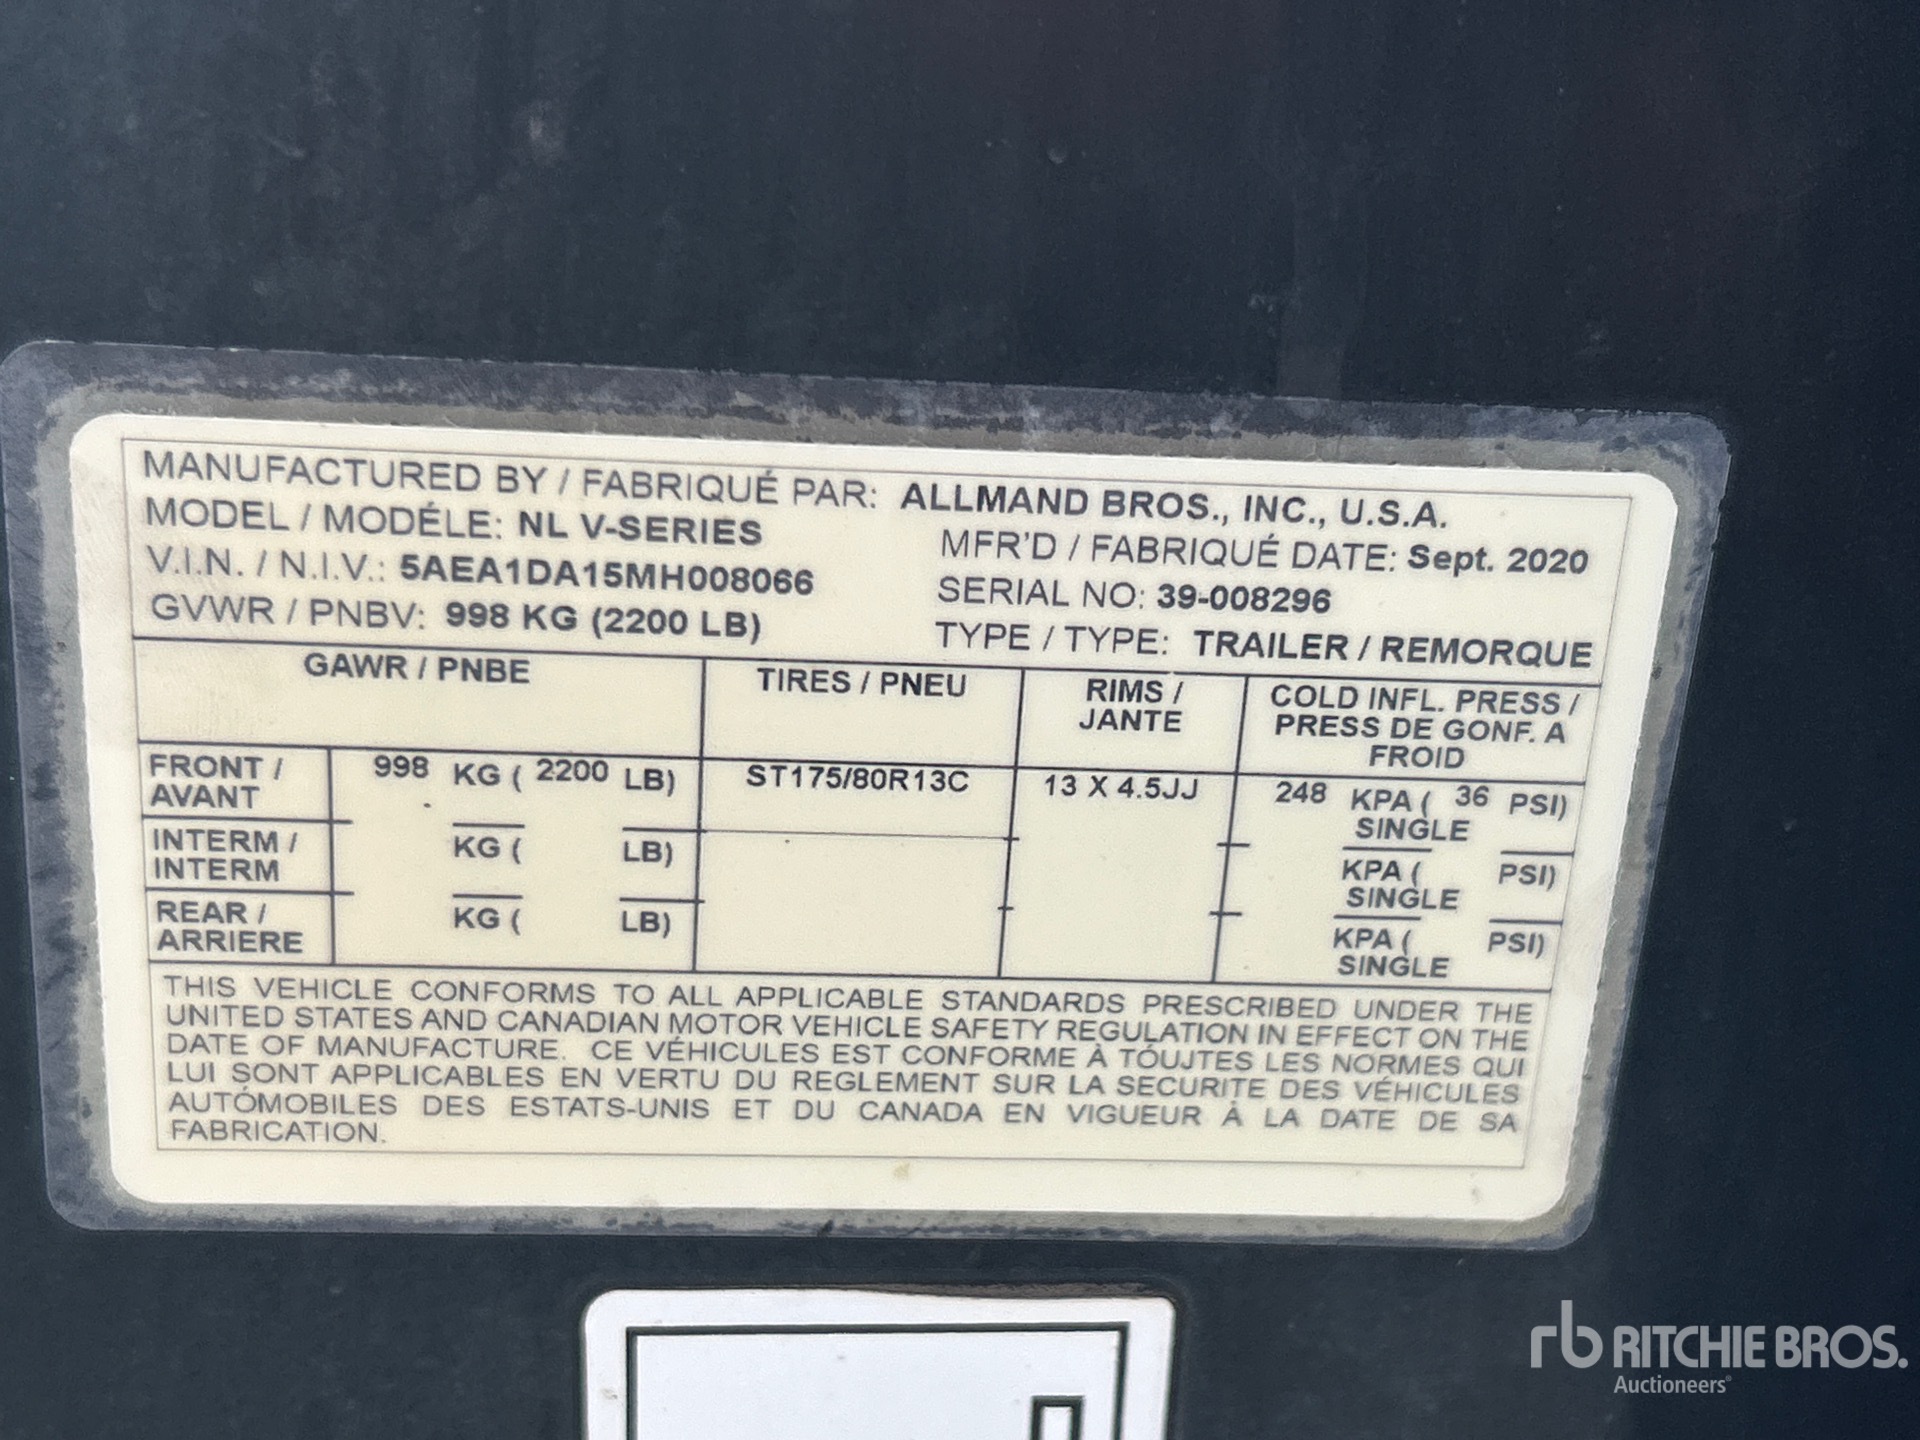 MANUFACTURED BY / FABRIQUÉ PAR: ALLMAND BROS., INC., U.S.A.
MODEL / MODÉLE: NL V-SERIES MFR'D / FABRIQUÉ DATE: Sept. 2020
V.I.N. / N.I.V.: 5AEA1DA15MH008066 SERIAL NO: 39-008296
GVWR / PNBV: 998 KG (2200 LB) TYPE / TYPE: TRAILER / REMORQUE
GAWR / PNBE
TIRES / PNEU
RIMS /
JANTE
COLD INFL. PRESS /
PRESS DE GONF. A
FROID
FRONT /
AVANT
998 KG ( 2200 LB)
ST175/80R13C
13 X 4.5JJ
248 KPA ( 36 PSI)
SINGLE
INTERM /
INTERM
KG ( LB)
KPA ( PSI)
SINGLE
REAR /
ARRIERE
KG ( LB)
KPA ( PSI)
SINGLE
THIS VEHICLE CONFORMS TO ALL APPLICABLE STANDARDS PRESCRIBED UNDER THE
UNITED STATES AND CANADIAN MOTOR VEHICLE SAFETY REGULATION IN EFFECT ON THE
DATE OF MANUFACTURE. CE VÉHICULES EST CONFORME À TÓUJTES LES NORMES QUI
LUI SONT APPLICABLES EN VERTU DU REGLEMENT SUR LA SECURITE DES VÉHICULES
AUTÓMOBILES DES ESTATS-UNIS ET DU CANADA EN VIGUEUR À LA DATE DE SA
FABRICATION.
rb RITCHIE BROS.
Auctioneers